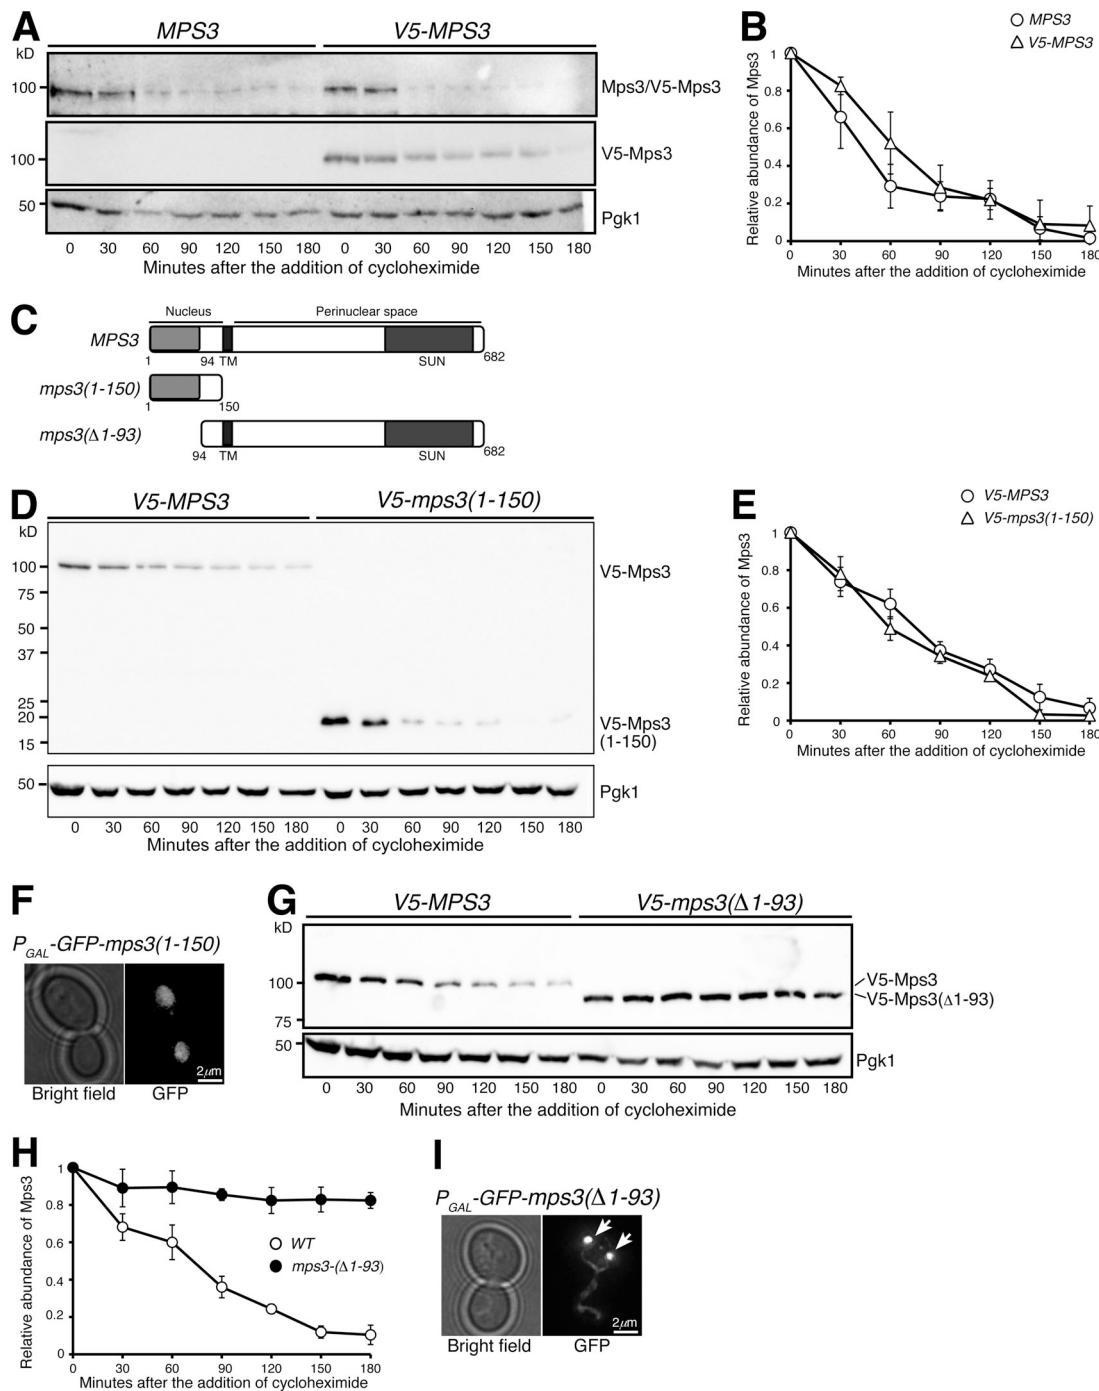 A
MPS3 V5-MPS3
kD
100
Mps3/V5-Mps3
100
V5-Mps3
50
Pgk1
0 30 60 90 120 150 180 0 30 60 90 120 150 180
Minutes after the addition of cycloheximide
B
MPS3
V5-MPS3
Relative abundance of Mps3
1
0.8
0.6
0.4
0.2
0
0 30 60 90 120 150 180
Minutes after the addition of cycloheximide
C
Nucleus Perinuclear space
MPS3
1 94 TM SUN 682
mps3(1-150)
1 150
mps3(Δ1-93)
94 TM SUN 682
D
V5-MPS3 V5-mps3(1-150)
kD
100
75
50
37
25
20
15
V5-Mps3
V5-Mps3
(1-150)
50
Pgk1
0 30 60 90 120 150 180 0 30 60 90 120 150 180
Minutes after the addition of cycloheximide
E
V5-MPS3
V5-mps3(1-150)
Relative abundance of Mps3
1
0.8
0.6
0.4
0.2
0
0 30 60 90 120 150 180
Minutes after the addition of cycloheximide
F
PGAL-GFP-mps3(1-150)
2μm
Bright field GFP
G
V5-MPS3 V5-mps3(Δ1-93)
kD
100
75
V5-Mps3
V5-Mps3(Δ1-93)
50
Pgk1
0 30 60 90 120 150 180 0 30 60 90 120 150 180
Minutes after the addition of cycloheximide
H
Relative abundance of Mps3
1
0.8
0.6
0.4
0.2
0
WT
mps3-(Δ1-93)
0 30 60 90 120 150 180
Minutes after the addition of cycloheximide
I
PGAL-GFP-mps3(Δ1-93)
2μm
Bright field GFP